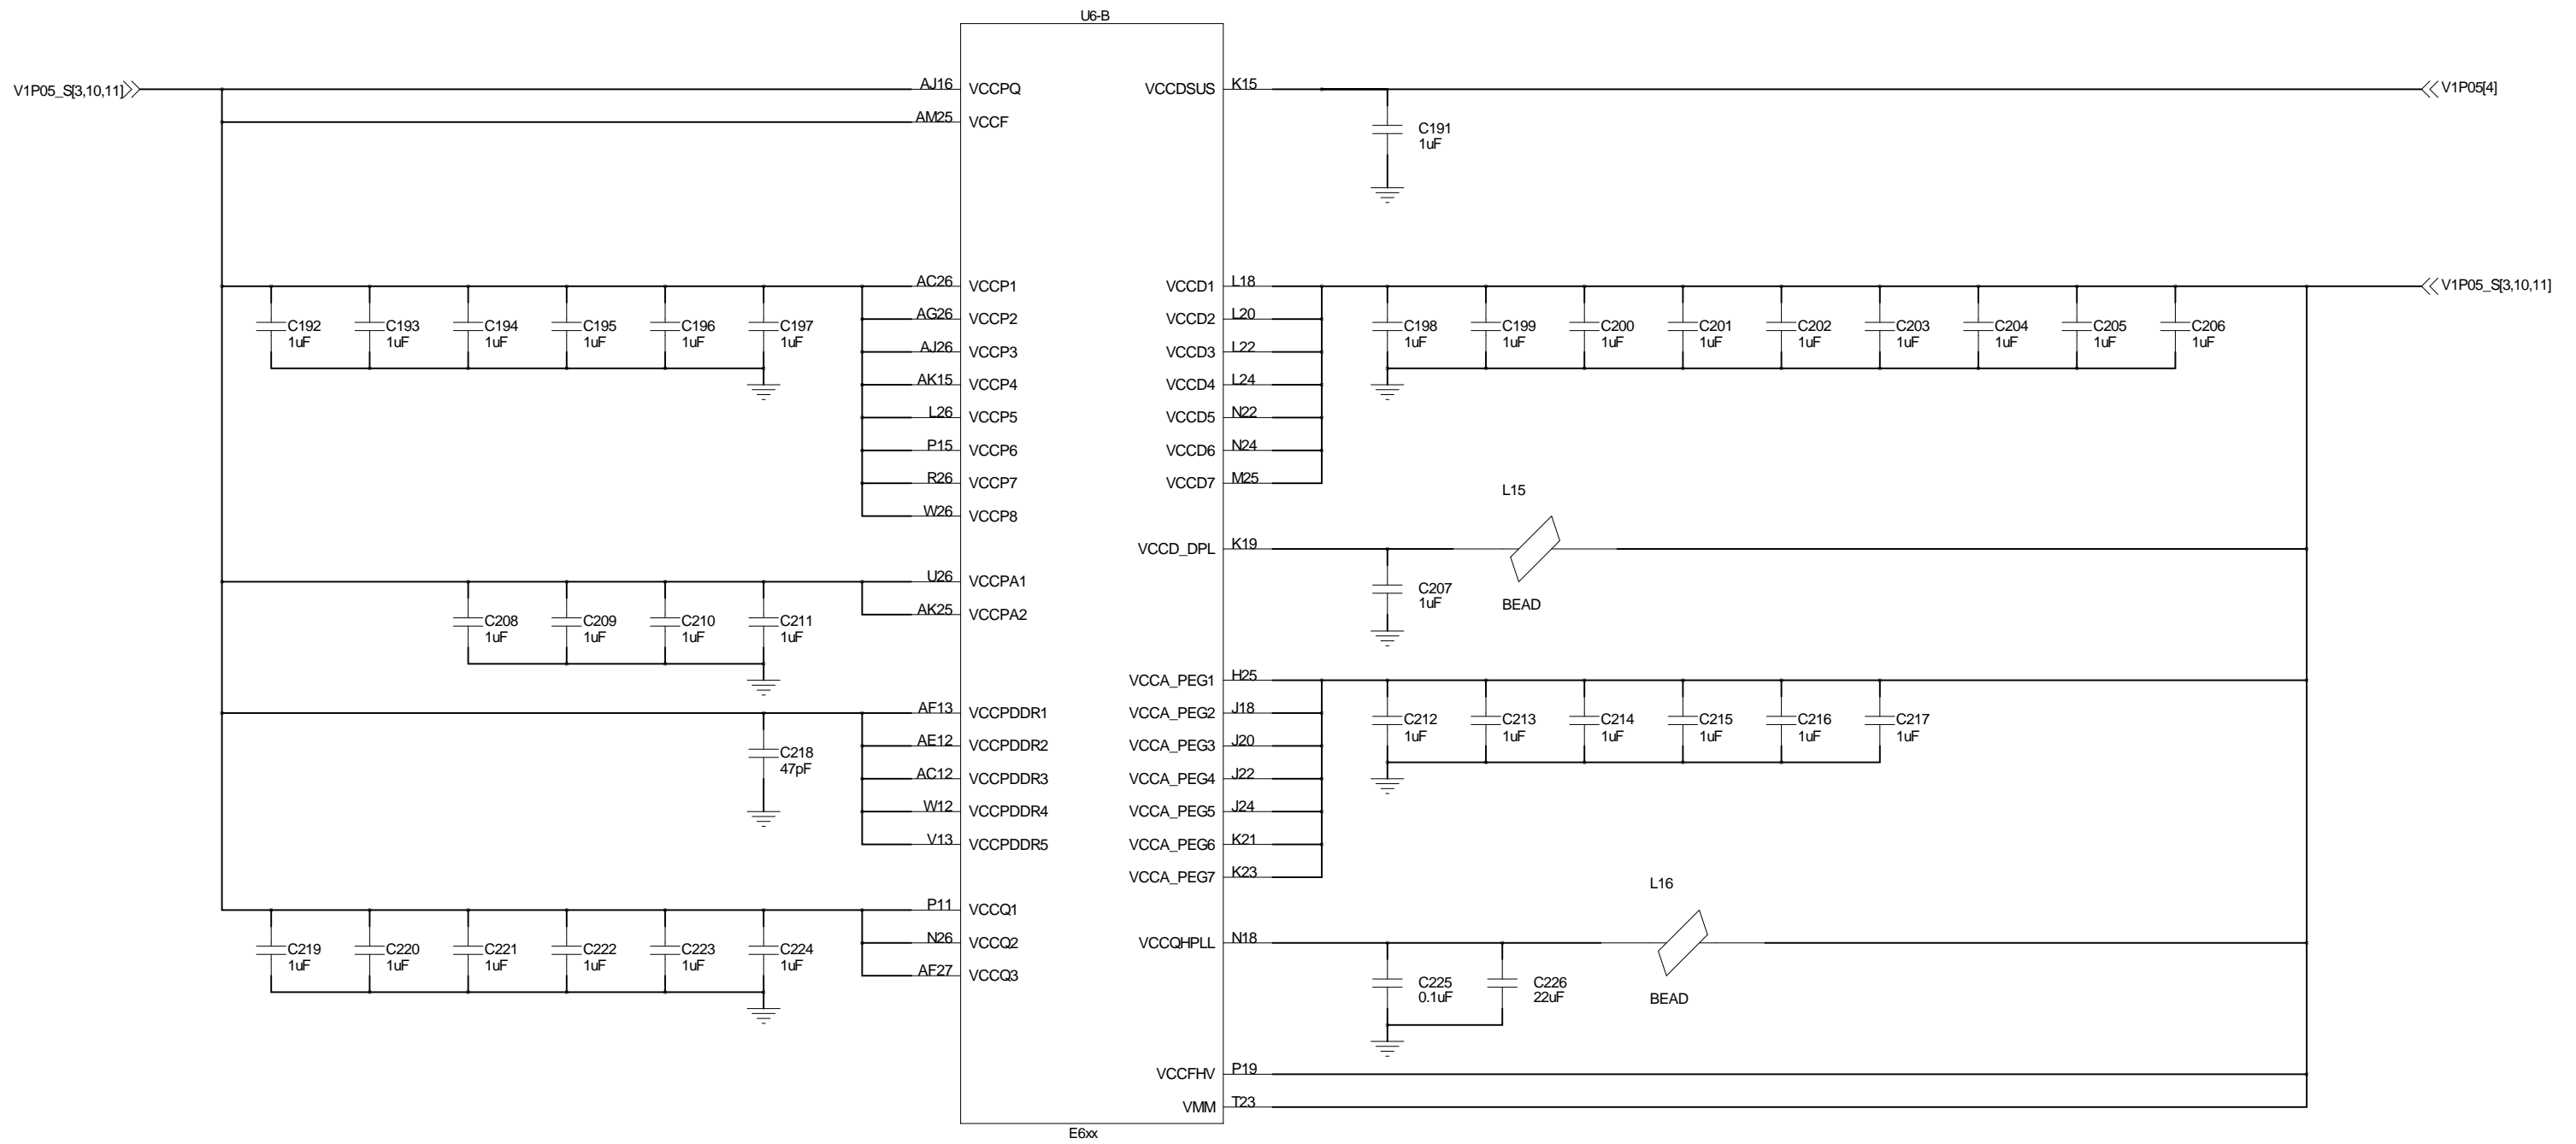 U6-B
V1P05_S[3,10,11]
AJ16 VCCPQ
VCCDSUS K15
V1P05[4]
AM25 VCCF
C191
1uF
AC26 VCCP1
VCCD1 L18
V1P05_S[3,10,11]
AG26 VCCP2
VCCD2 L20
C192 C193 C194 C195 C196 C197
1uF 1uF 1uF 1uF 1uF 1uF
C198 C199 C200 C201 C202 C203 C204 C205 C206
1uF 1uF 1uF 1uF 1uF 1uF 1uF 1uF 1uF
AJ26 VCCP3
VCCD3 L22
AK15 VCCP4
VCCD4 L24
L26 VCCP5
VCCD5 N22
P15 VCCP6
VCCD6 N24
R26 VCCP7
VCCD7 M25
L15
W26 VCCP8
VCCD_DPL K19
U26 VCCPA1
C207
1uF
BEAD
AK25 VCCPA2
C208 C209 C210 C211
1uF 1uF 1uF 1uF
VCCA_PEG1 H25
AF13 VCCPDDR1
VCCA_PEG2 J18
C212 C213 C214 C215 C216 C217
1uF 1uF 1uF 1uF 1uF 1uF
AE12 VCCPDDR2
VCCA_PEG3 J20
C218
47pF
AC12 VCCPDDR3
VCCA_PEG4 J22
W12 VCCPDDR4
VCCA_PEG5 J24
V13 VCCPDDR5
VCCA_PEG6 K21
VCCA_PEG7 K23
L16
P11 VCCQ1
N26 VCCQ2
VCCQHPLL N18
C219 C220 C221 C222 C223 C224
1uF 1uF 1uF 1uF 1uF 1uF
AF27 VCCQ3
C225 C226
0.1uF 22uF
BEAD
VCCFHV P19
VMM T23
E6xx